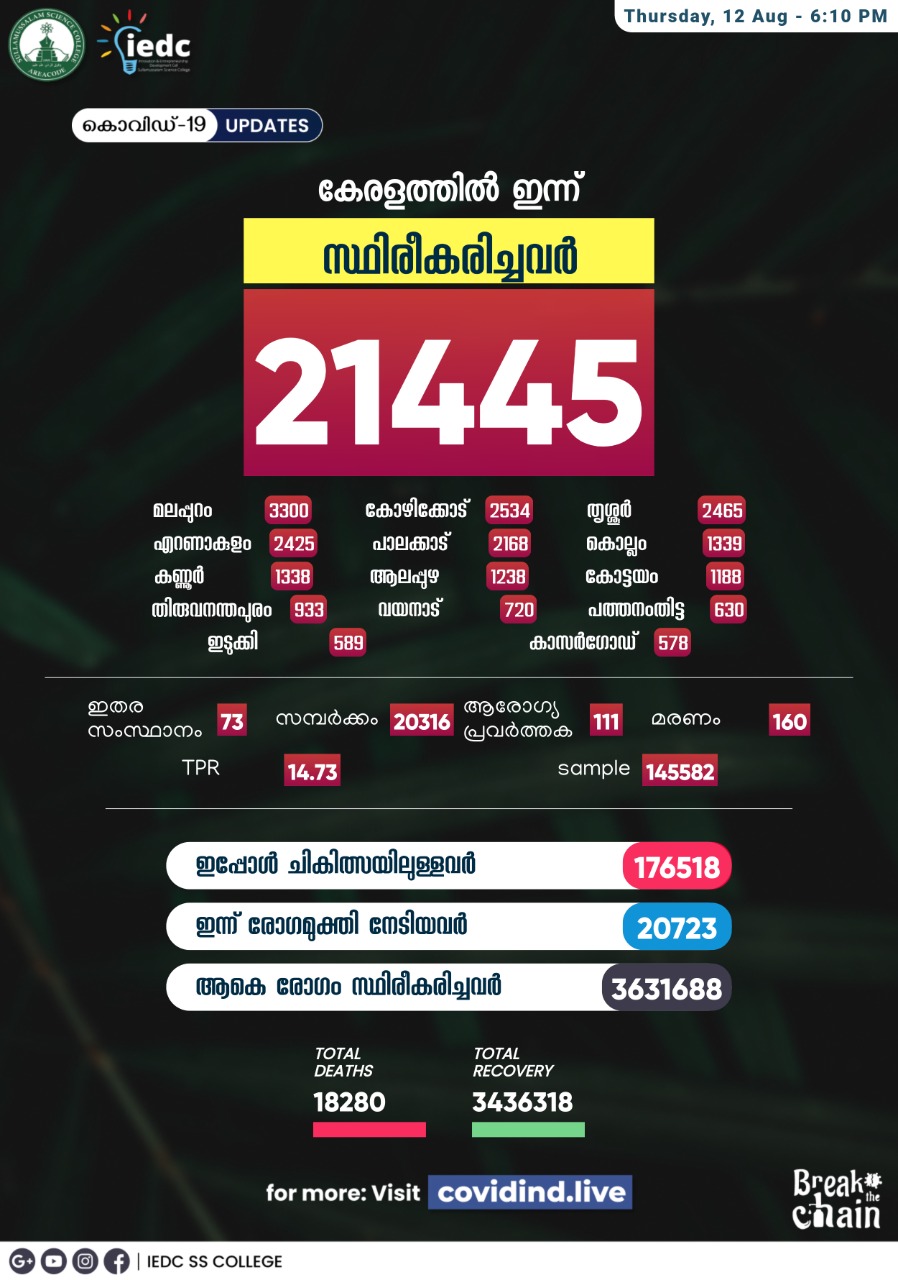 Thursday, 12 Aug - 6:10 PM
SULLAMUSSALAM SCIENCE COLLEGE
AREACODE
iedc
കൊവിഡ്-19 UPDATES
കേരളത്തിൽ ഇന്ന്
സ്ഥിരീകരിച്ചവർ
21445
മലപ്പുറം 3300 കോഴിക്കോട് 2534 തൃശ്ശൂർ 2465
എറണാകുളം 2425 പാലക്കാട് 2168 കൊല്ലം 1339
കണ്ണൂർ 1338 ആലപ്പുഴ 1238 കോട്ടയം 1188
തിരുവനന്തപുരം 933 വയനാട് 720 പത്തനംതിട്ട 630
ഇടുക്കി 589 കാസർഗോഡ് 578
ഇതര
സംസ്ഥാനം 73 സമ്പർക്കം 20316 ആരോഗ്യ
പ്രവർത്തക 111 മരണം 160
TPR 14.73 sample 145582
ഇപ്പോൾ ചികിത്സയിലുള്ളവർ 176518
ഇന്ന് രോഗമുക്തി നേടിയവർ 20723
ആകെ രോഗം സ്ഥിരീകരിച്ചവർ 3631688
TOTAL
DEATHS
18280
TOTAL
RECOVERY
3436318
for more: Visit covidind.live
Break
the
chain
G+ f | IEDC SS COLLEGE